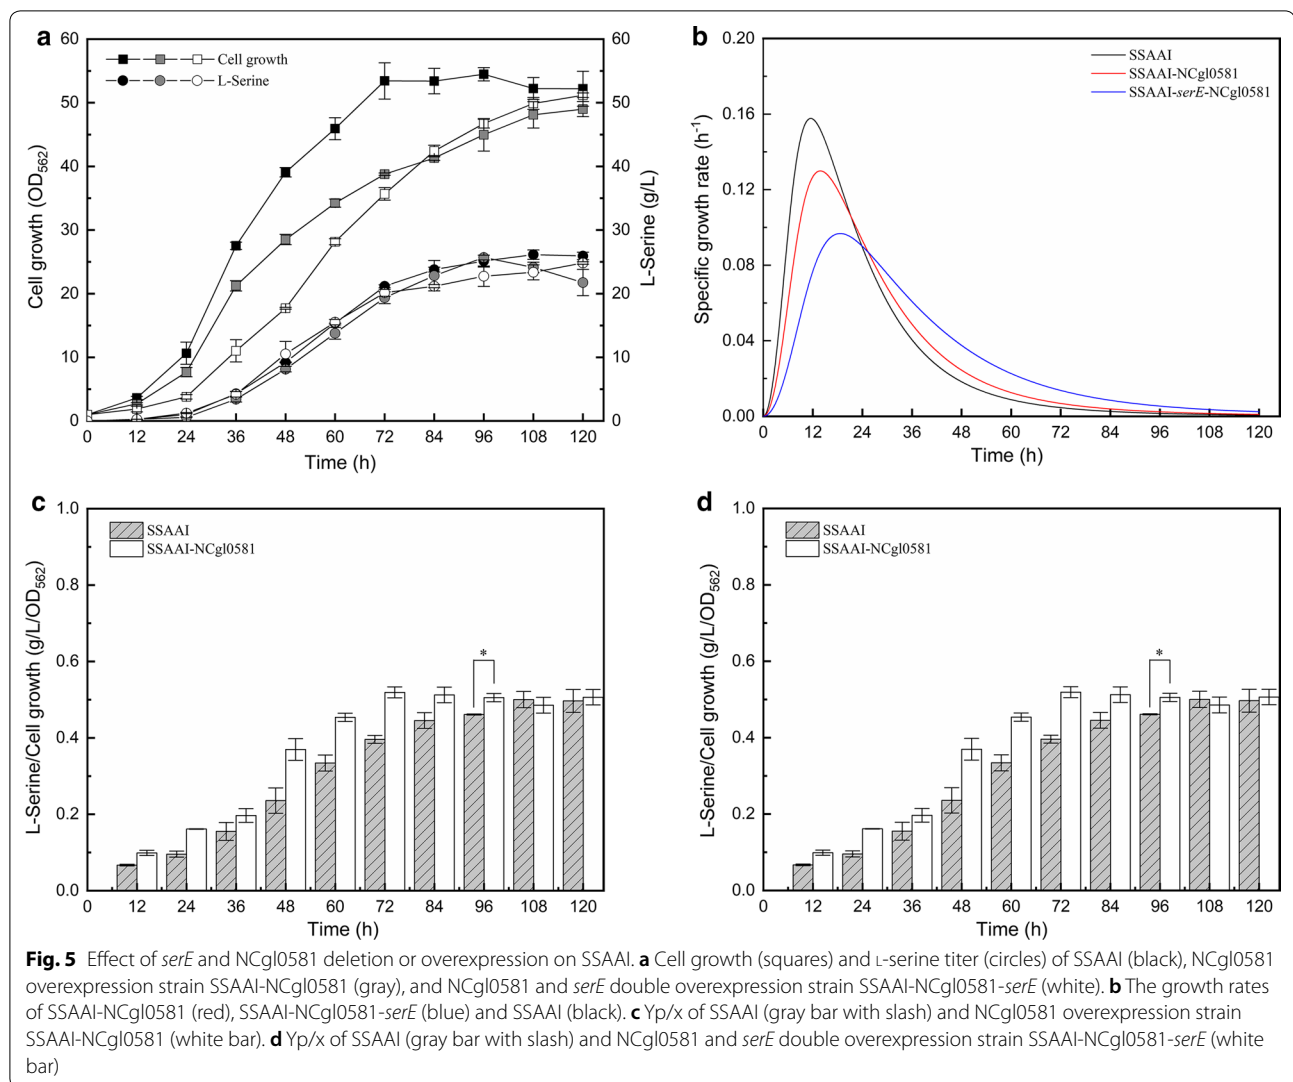 a
60
50
40
30
20
10
0
Cell growth (OD562)
Cell growth
L-Serine
60
50
40
30
20
10
0
L-Serine (g/L)
0 12 24 36 48 60 72 84 96 108 120
Time (h)
b
0.20
0.16
0.12
0.08
0.04
0.00
Specific growth rate (h-1)
SSAAI
SSAAI-NCgl0581
SSAAI-serE-NCgl0581
0 12 24 36 48 60 72 84 96 108 120
Time (h)
c
1.0
0.8
0.6
0.4
0.2
0.0
L-Serine/Cell growth (g/L/OD562)
SSAAI
SSAAI-NCgl0581
*
0 12 24 36 48 60 72 84 96 108 120
Time (h)
d
1.0
0.8
0.6
0.4
0.2
0.0
L-Serine/Cell growth (g/L/OD562)
SSAAI
SSAAI-NCgl0581
*
0 12 24 36 48 60 72 84 96 108 120
Time (h)
Fig. 5 Effect of serE and NCgl0581 deletion or overexpression on SSAAI. a Cell growth (squares) and L-serine titer (circles) of SSAAI (black), NCgl0581
overexpression strain SSAAI-NCgl0581 (gray), and NCgl0581 and serE double overexpression strain SSAAI-NCgl0581-serE (white). b The growth rates
of SSAAI-NCgl0581 (red), SSAAI-NCgl0581-serE (blue) and SSAAI (black). c Yp/x of SSAAI (gray bar with slash) and NCgl0581 overexpression strain
SSAAI-NCgl0581 (white bar). d Yp/x of SSAAI (gray bar with slash) and NCgl0581 and serE double overexpression strain SSAAI-NCgl0581-serE (white
bar)